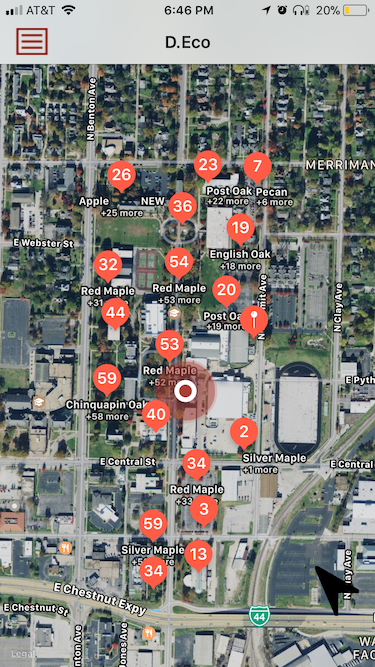 AT&T 6:46 PM 20%
D.Eco
N Benton Ave
MERRIMAN
23
7
26
Post Oak
+22 more
Pecan
+6 more
Apple
+25 more
NEW
36
19
E Webster St
English Oak
+18 more
54
32
Red Maple
+53 more
Red Maple
+31
20
44
Post Oa
+19 mor
N Clay Ave
53
Red Maple
+52 m
59
E Pyth
Chinquapin Oak
+58 more
40
2
Silver Maple
+1 more
E Central St
E Central
34
Red Maple
+33
3
59
Silver Maple
13
34
E Chestnut Expy
E Chestnut St
44
Legal